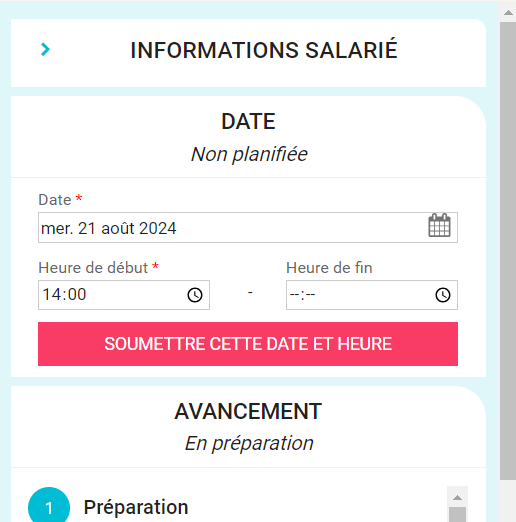 INFORMATIONS SALARIÉ
DATE
Non planifiée
Date *
mer. 21 août 2024
Heure de début * Heure de fin
14:00 - --:--
SOUMETTRE CETTE DATE ET HEURE
AVANCEMENT
En préparation
1 Préparation